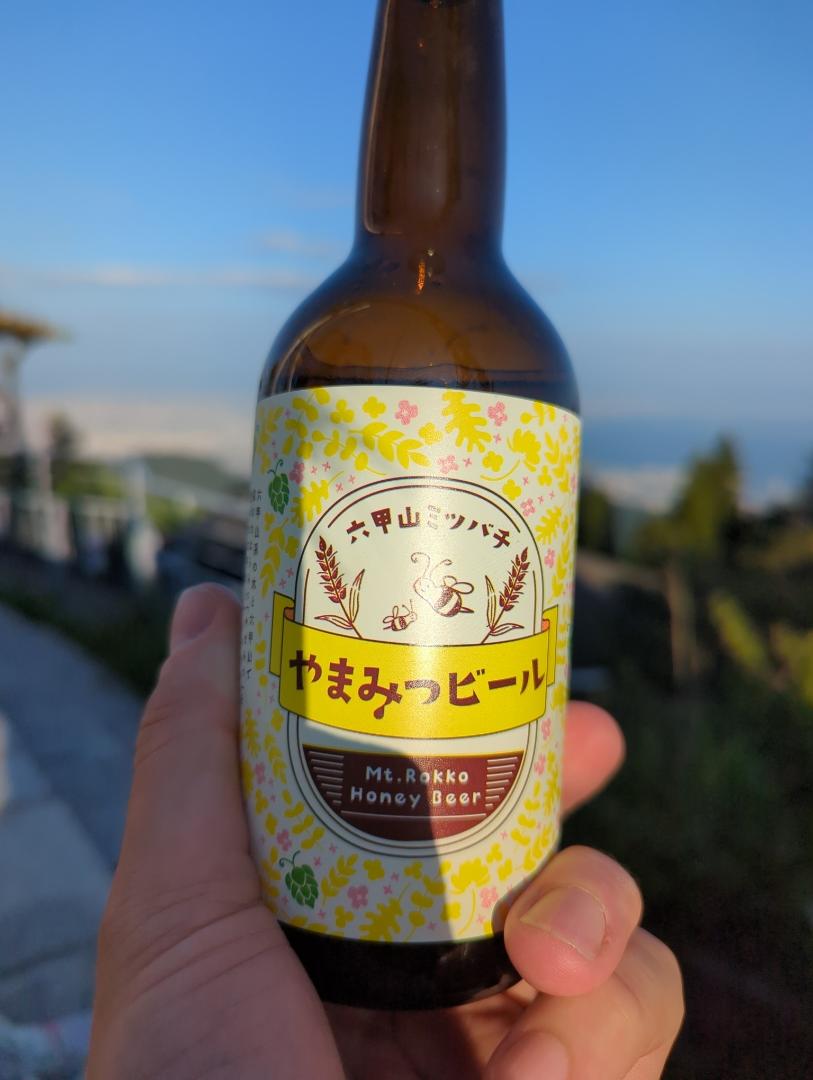 六甲山ミツバチ
やまみつビール
Mt.Rokko
Honey Beer